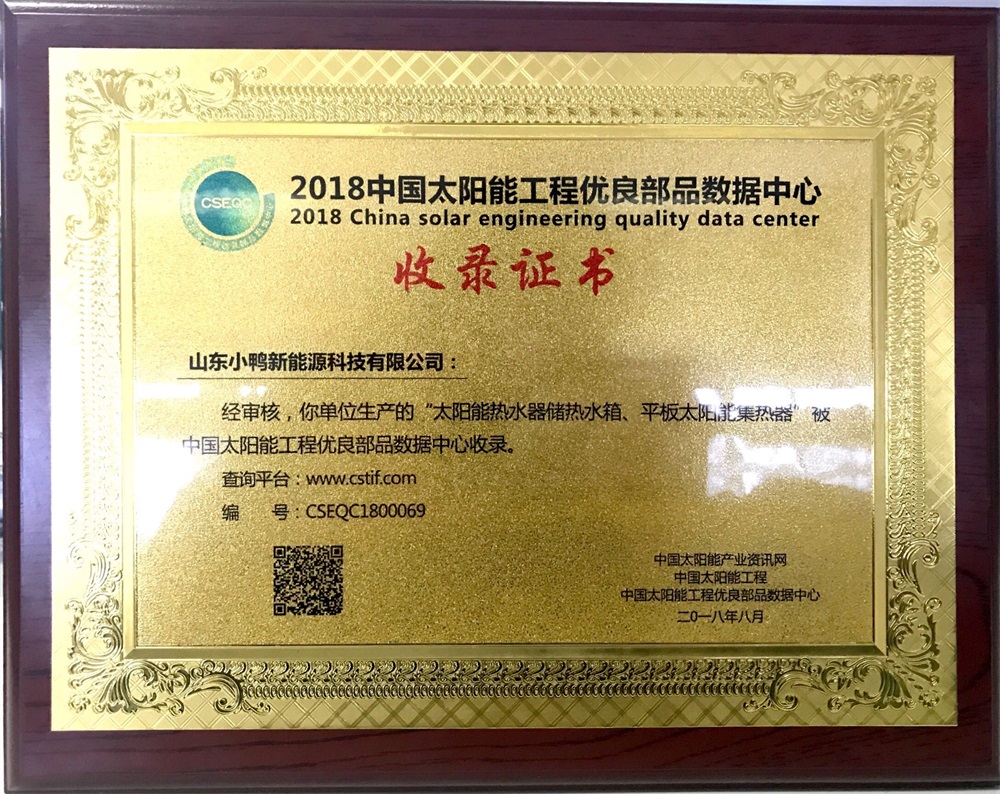 CSEQC
2018中国太阳能工程优良部品数据中心
2018 China solar engineering quality data center
收录证书
山东小鸭新能源科技有限公司：
经审核，你单位生产的“太阳能热水器储热水箱、平板太阳能集热器”被
中国太阳能工程优良部品数据中心收录。
查询平台：www.cstif.com
编 号：CSEQC1800069
中国太阳能产业资讯网
中国太阳能工程
中国太阳能工程优良部品数据中心
二0一八年八月